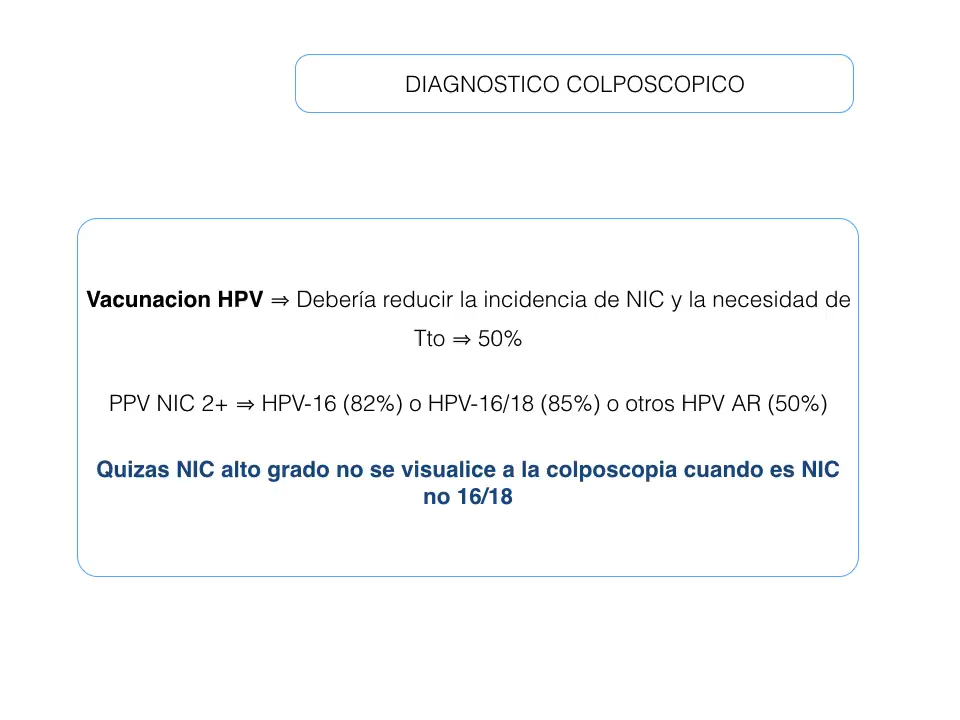 DIAGNOSTICO COLPOSCOPICO
Vacunacion HPV ⇒ Debería reducir la incidencia de NIC y la necesidad de
Tto ⇒ 50%
PPV NIC 2+ ⇒ HPV-16 (82%) o HPV-16/18 (85%) o otros HPV AR (50%)
Quizas NIC alto grado no se visualice a la colposcopia cuando es NIC
no 16/18